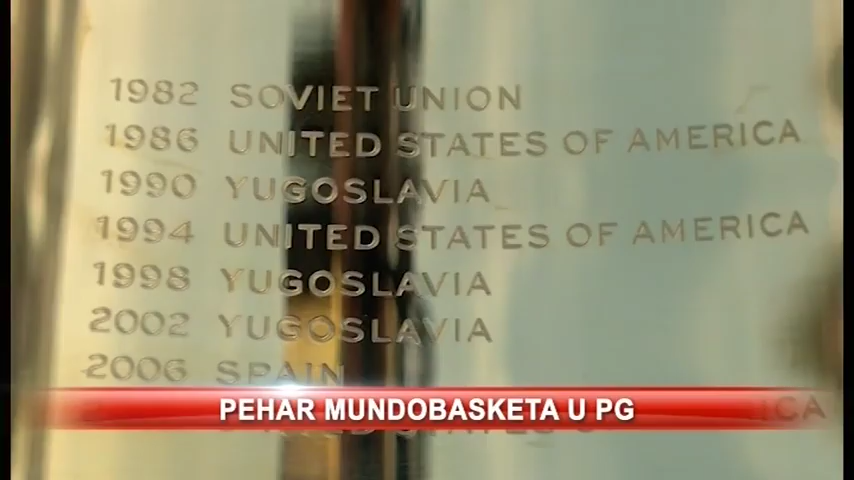 1982 SOVIET UNION
1986 UNITED STATES OF AMERICA
1990 YUGOSLAVIA
1994 UNITED STATES OF AMERICA
1998 YUGOSLAVIA
2002 YUGOSLAVIA
2006 SPAIN
PEHAR MUNDOBASKETA U PG